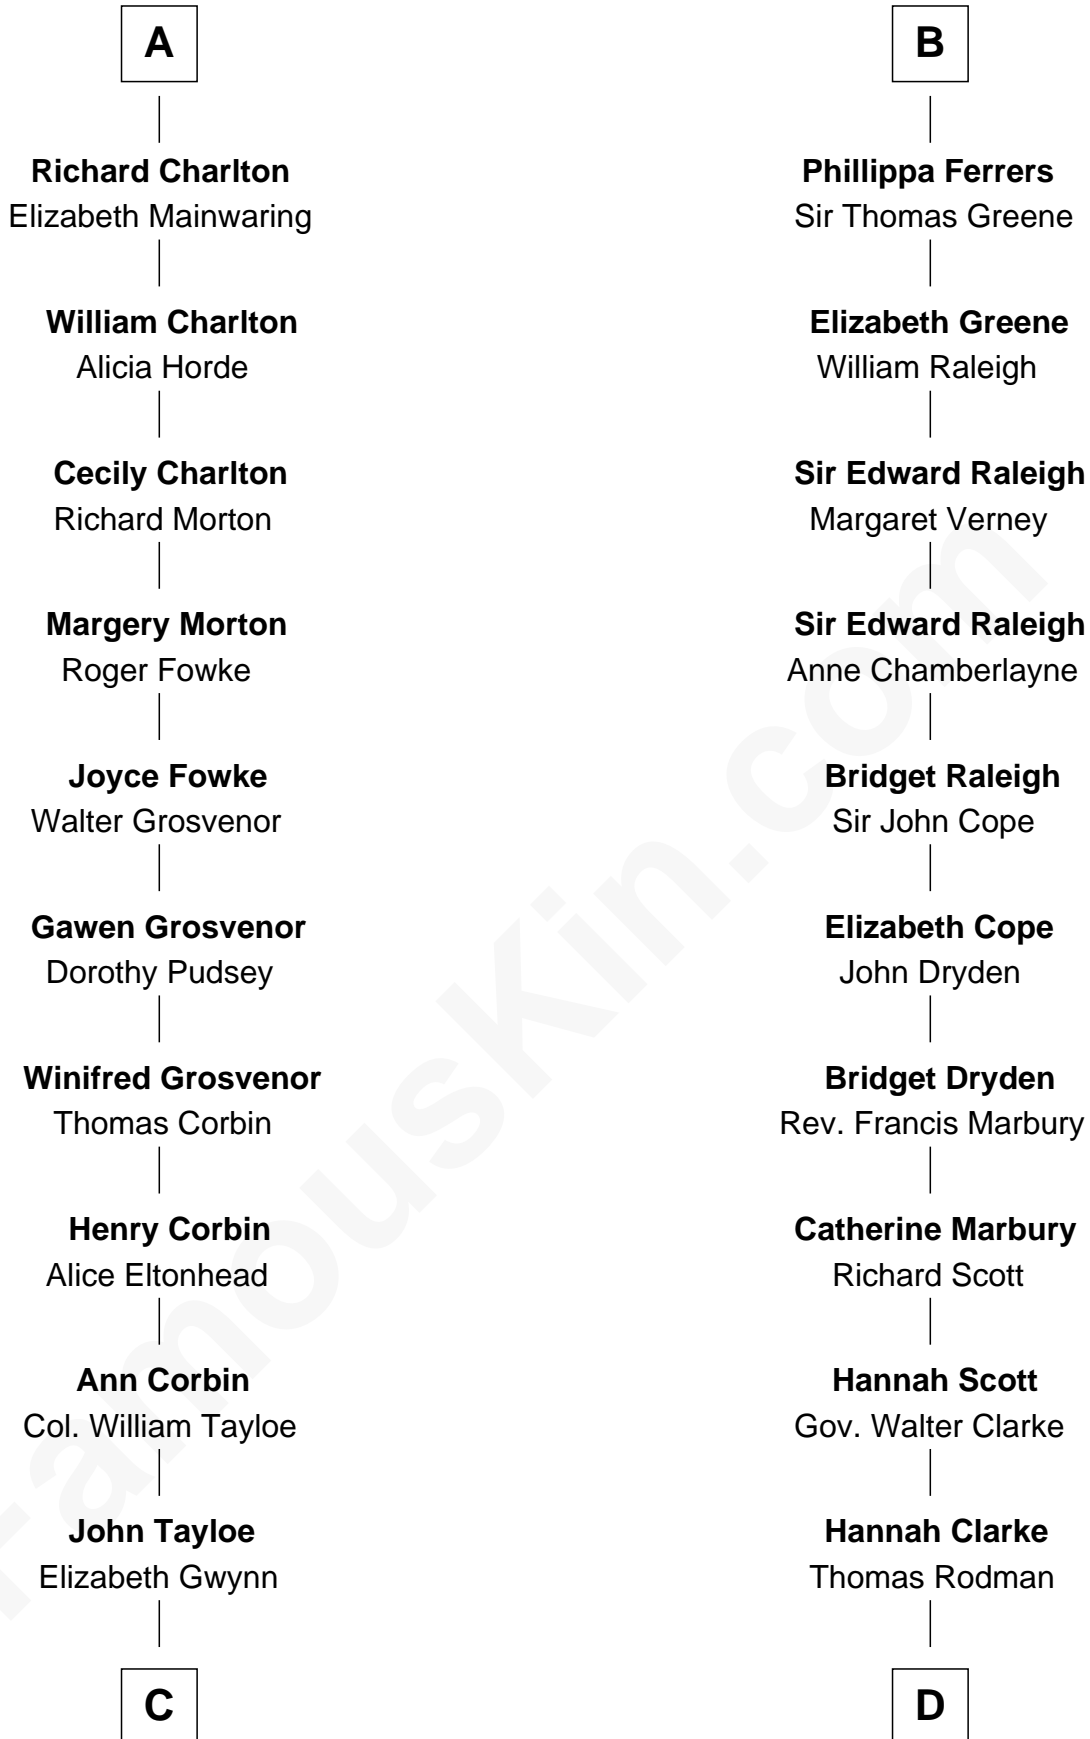 A
Richard Charlton
Elizabeth Mainwaring
William Charlton
Alicia Horde
Cecily Charlton
Richard Morton
Margery Morton
Roger Fowke
Joyce Fowke
Walter Grosvenor
Gawen Grosvenor
Dorothy Pudsey
Winifred Grosvenor
Thomas Corbin
Henry Corbin
Alice Eltonhead
Ann Corbin
Col. William Tayloe
John Tayloe
Elizabeth Gwynn
C
B
Phillippa Ferrers
Sir Thomas Greene
Elizabeth Greene
William Raleigh
Sir Edward Raleigh
Margaret Verney
Sir Edward Raleigh
Anne Chamberlayne
Bridget Raleigh
Sir John Cope
Elizabeth Cope
John Dryden
Bridget Dryden
Rev. Francis Marbury
Catherine Marbury
Richard Scott
Hannah Scott
Gov. Walter Clarke
Hannah Clarke
Thomas Rodman
D
FamousKin.com